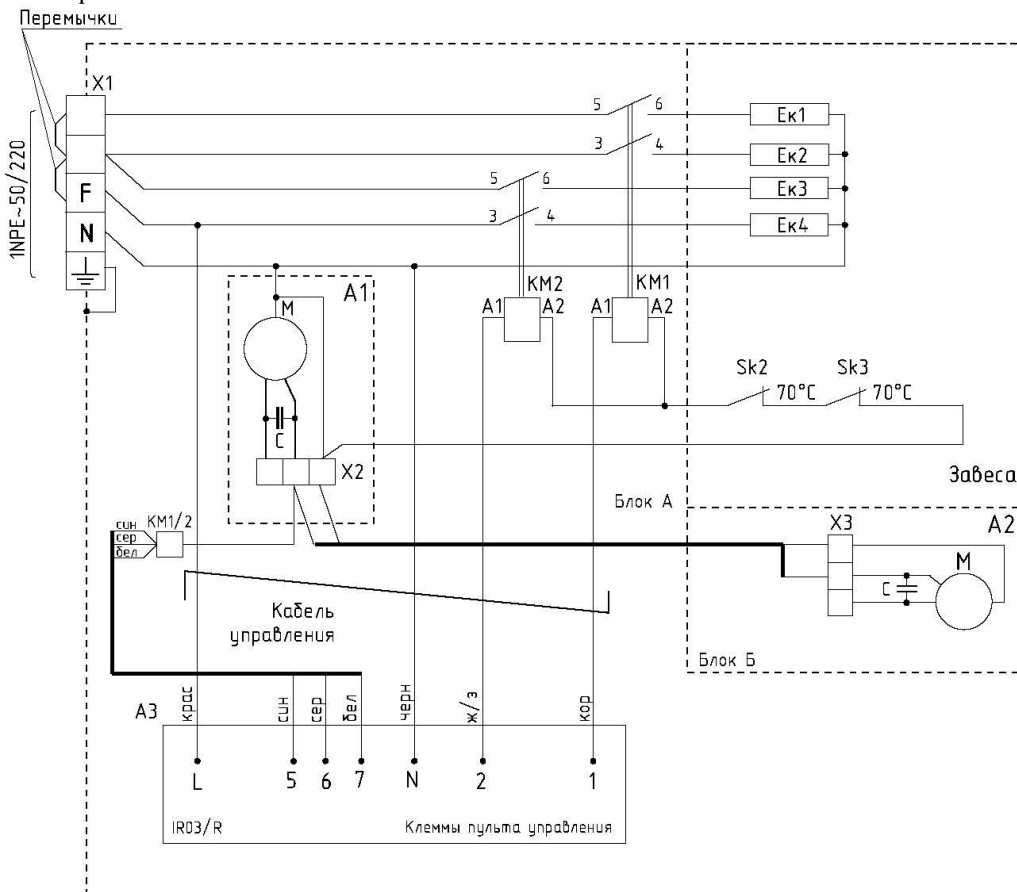 Перемычки
X1
1NPE~50/220
F
N
5
6
3
4
5
6
3
4
Ек1
Ек2
Ек3
Ек4
A1
M
C
X2
KM2
A1
A2
KM1
A1
A2
Sk2
70°C
Sk3
70°C
Завеса
Блок А
X3
A2
M
C
Блок Б
син
сер
бел
KM1/2
Кабель
управления
A3
крас
син
сер
бел
черн
ж/з
кор
L
5
6
7
N
2
1
IR03/R
Клеммы пульта управления